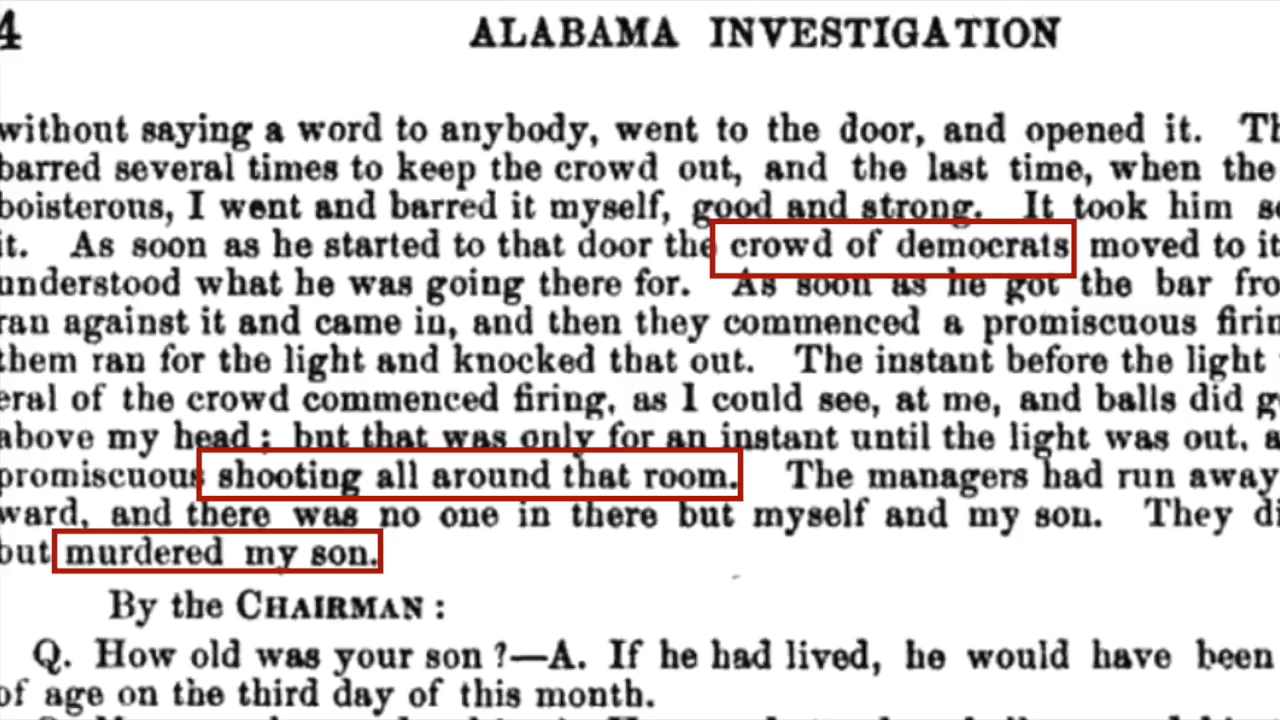 4 ALABAMA INVESTIGATION
without saying a word to anybody, went to the door, and opened it.
barred several times to keep the crowd out, and the last time, when the
boisterous, I went and barred it myself, good and strong. It took him
it. As soon as he started to that door the crowd of democrats moved to it
understood what he was going there for. As soon as he got the bar
ran against it and came in, and then they commenced a promiscuous
them ran for the light and knocked that out. The instant before the light
eral of the crowd commenced firing, as I could see, at me, and balls did
above my head; but that was only for an instant until the light was out,
promiscuous shooting all around that room. The managers had run away
ward, and there was no one in there but myself and my son. They
but murdered my son.
By the CHAIRMAN:
Q. How old was your son?—A. If he had lived, he would have been
of age on the third day of this month.